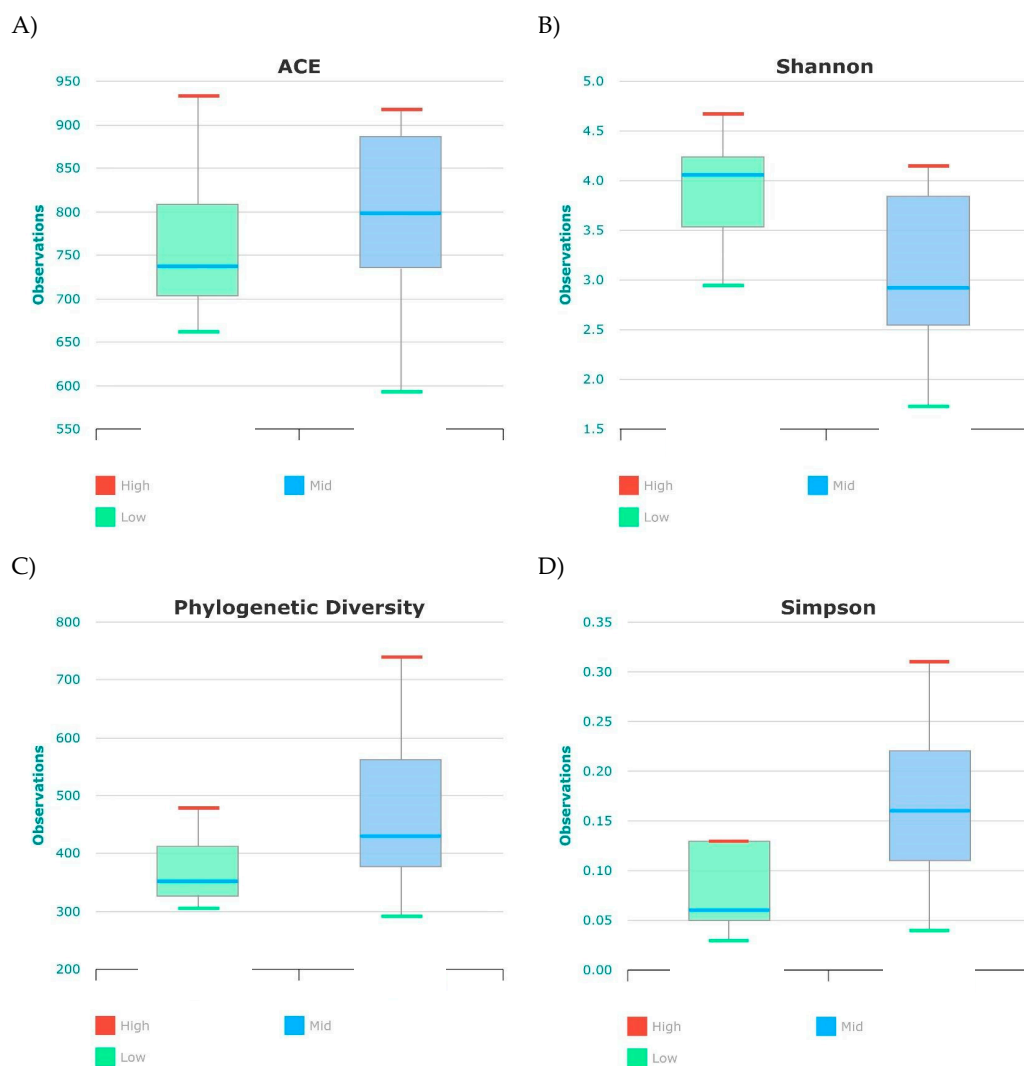 A)
ACE
Observations
950
900
850
800
750
700
650
600
550
High
Mid
Low
B)
Shannon
Observations
5.0
4.5
4.0
3.5
3.0
2.5
2.0
1.5
High
Mid
Low
C)
Phylogenetic Diversity
Observations
800
700
600
500
400
300
200
High
Mid
Low
D)
Simpson
Observations
0.35
0.30
0.25
0.20
0.15
0.10
0.05
0.00
High
Mid
Low